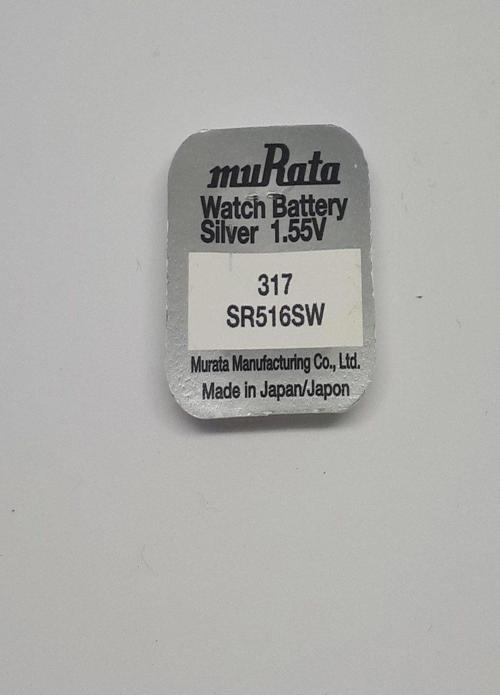 muRata
Watch Battery
Silver 1.55V
317
SR516SW
Murata Manufacturing Co., Ltd.
Made in Japan/Japon